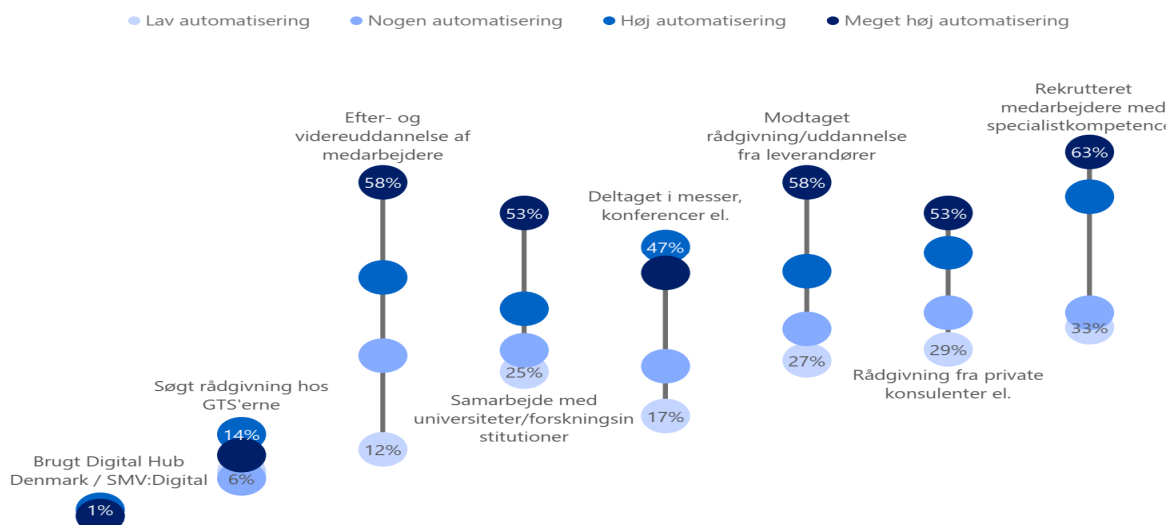 Lav automatisering
Nogen automatisering
Høj automatisering
Meget høj automatisering
Brugt Digital Hub
Denmark / SMV:Digital
1%
Søgt rådgivning hos
GTS'erne
14%
6%
Efter- og
videreuddannelse af
medarbejdere
58%
12%
53%
25%
Samarbejde med
universiteter/forskningsin
stitutioner
Deltaget i messer,
konferencer el.
47%
17%
Modtaget
rådgivning/uddannelse
fra leverandører
58%
27%
53%
29%
Rådgivning fra private
konsulenter el.
Rekrutteret
medarbejdere med
specialistkompetence
63%
33%